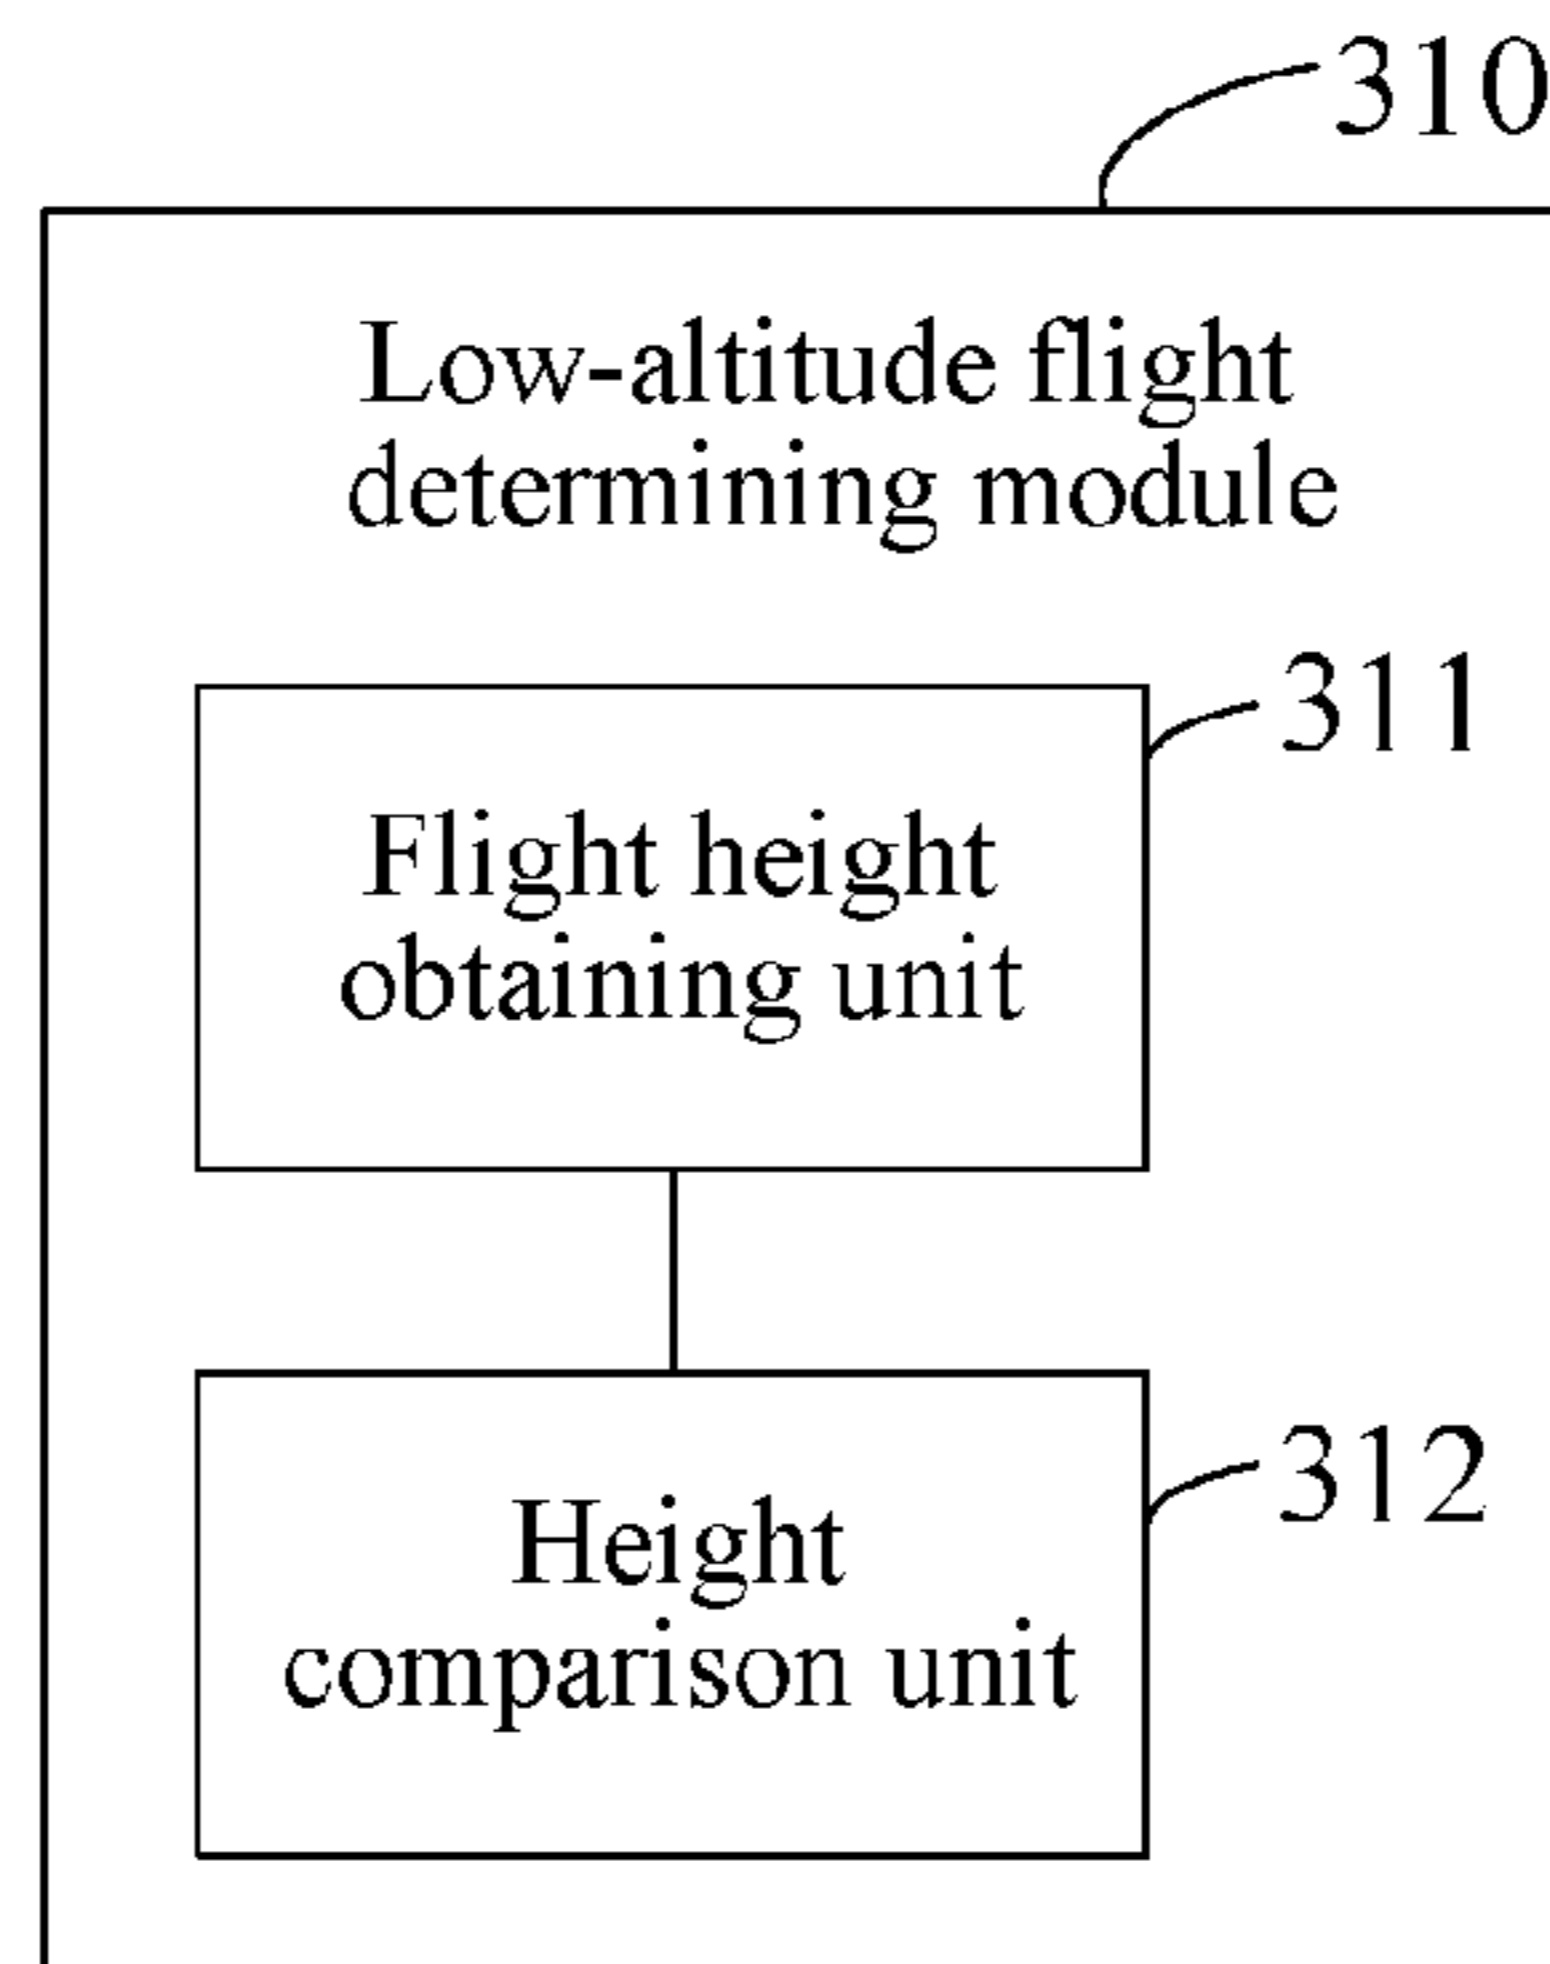 310
Low-altitude flight
determining module
311
Flight height
obtaining unit
312
Height
comparison unit